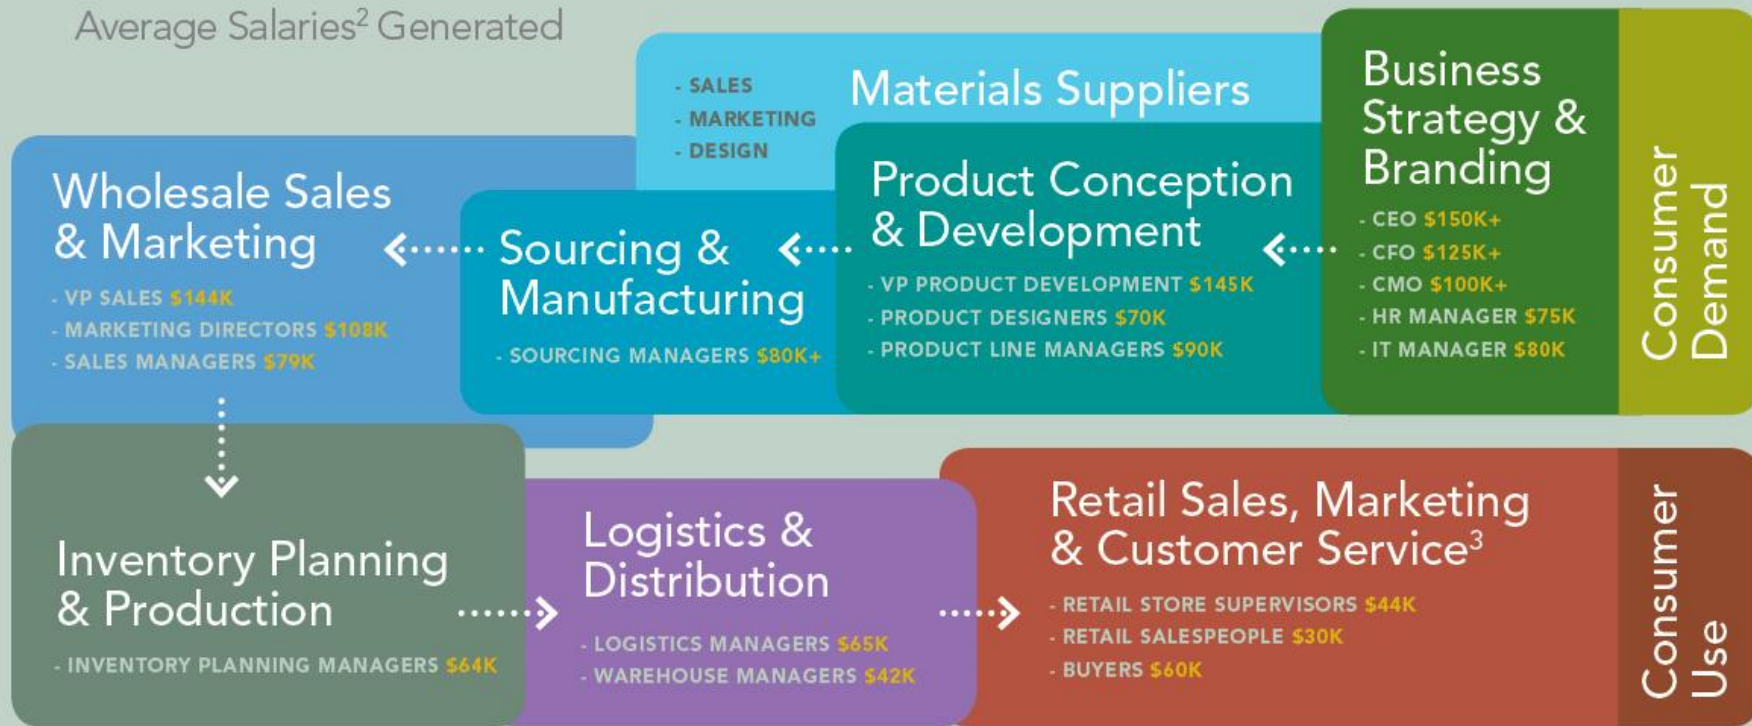 Average Salaries² Generated
- SALES
- MARKETING
- DESIGN
Materials Suppliers
Business
Strategy &
Branding
- CEO $150K+
- CFO $125K+
- CMO $100K+
- HR MANAGER $75K
- IT MANAGER $80K
Consumer
Demand
Product Conception
& Development
- VP PRODUCT DEVELOPMENT $145K
- PRODUCT DESIGNERS $70K
- PRODUCT LINE MANAGERS $90K
Sourcing &
Manufacturing
- SOURCING MANAGERS $80K+
Wholesale Sales
& Marketing
- VP SALES $144K
- MARKETING DIRECTORS $108K
- SALES MANAGERS $79K
Inventory Planning
& Production
- INVENTORY PLANNING MANAGERS $64K
Logistics &
Distribution
- LOGISTICS MANAGERS $65K
- WAREHOUSE MANAGERS $42K
Retail Sales, Marketing
& Customer Service³
- RETAIL STORE SUPERVISORS $44K
- RETAIL SALESPEOPLE $30K
- BUYERS $60K
Consumer
Use